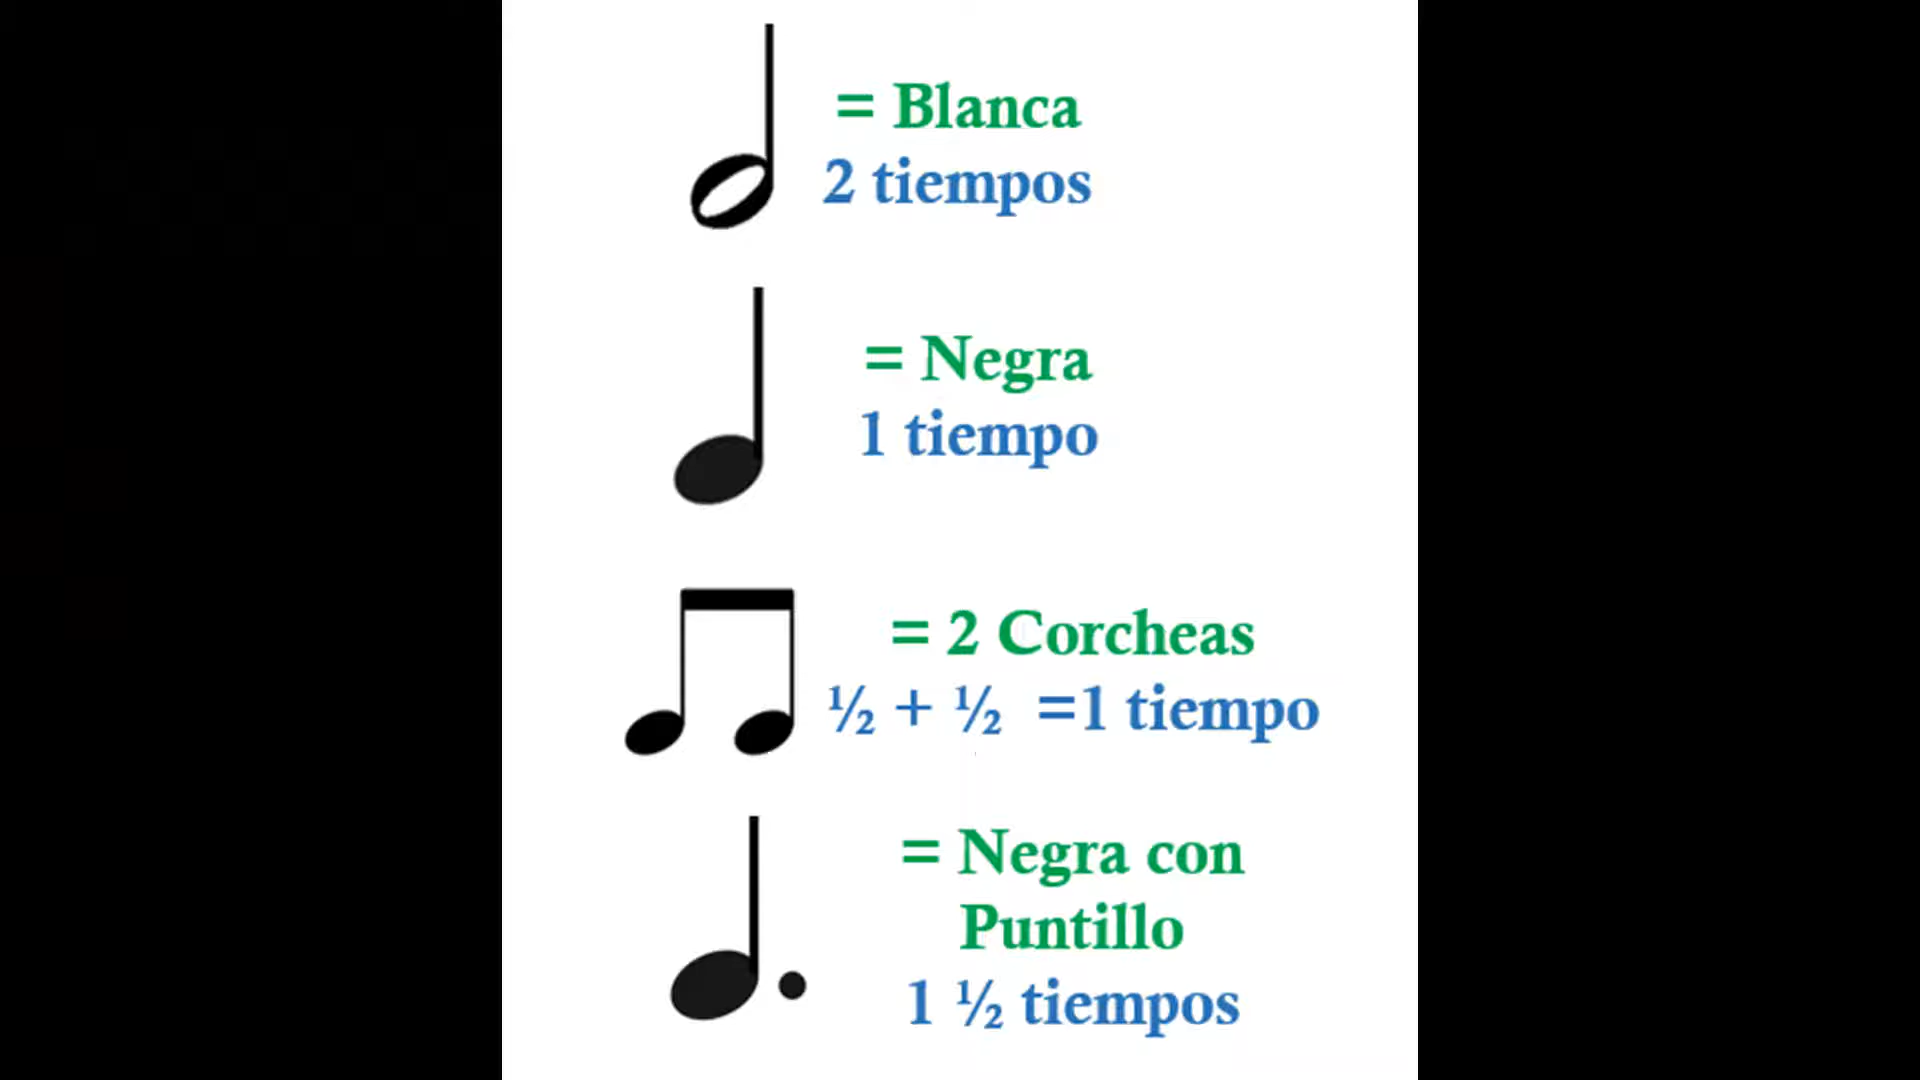 = Blanca
2 tiempos
= Negra
1 tiempo
= 2 Corcheas
½ + ½ =1 tiempo
= Negra con
Puntillo
1 ½ tiempos